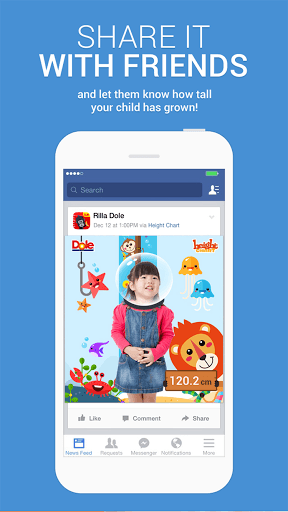 SHARE IT
WITH FRIENDS
and let them know how tall
your child has grown!
Search
Rilla Dole
Dec 12 at 1:00PM via Height Chart
Dole
height
120.2 cm
Like
Comment
Share
News Feed
Requests
Messenger
Notifications
More